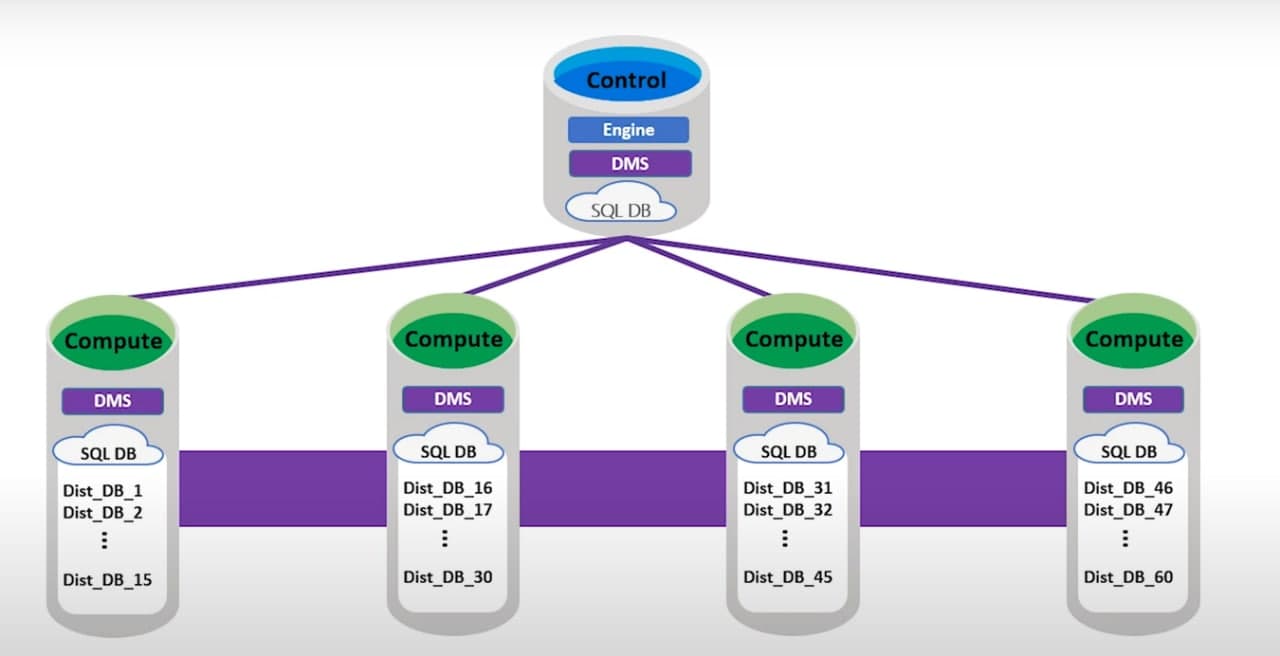 Control
Engine
DMS
SQL DB
Compute
DMS
SQL DB
Dist_DB_1
Dist_DB_2
⋮
Dist_DB_15
Compute
DMS
SQL DB
Dist_DB_16
Dist_DB_17
⋮
Dist_DB_30
Compute
DMS
SQL DB
Dist_DB_31
Dist_DB_32
⋮
Dist_DB_45
Compute
DMS
SQL DB
Dist_DB_46
Dist_DB_47
⋮
Dist_DB_60